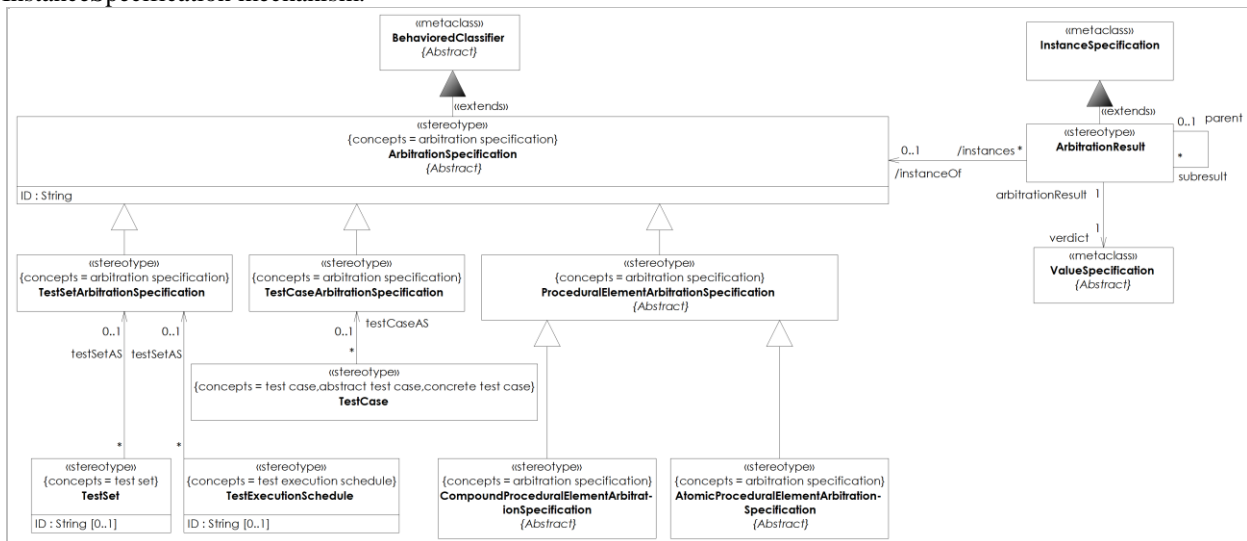 InstanceSpecification mechanism.
«metaclass»
BehavioredClassifier
{Abstract}
«metaclass»
InstanceSpecification
«extends»
«extends»
0..1 parent
«stereotype»
{concepts = arbitration specification}
ArbitrationSpecification
{Abstract}
ID : String
0..1
/instances *
/instanceOf
«stereotype»
ArbitrationResult
*
subresult
arbitrationResult 1
1
verdict
«metaclass»
ValueSpecification
{Abstract}
«stereotype»
{concepts = arbitration specification}
TestSetArbitrationSpecification
«stereotype»
{concepts = arbitration specification}
TestCaseArbitrationSpecification
«stereotype»
{concepts = arbitration specification}
ProceduralElementArbitrationSpecification
{Abstract}
0..1
testSetAS
0..1
testSetAS
0..1
testCaseAS
*
«stereotype»
{concepts = test case,abstract test case,concrete test case}
TestCase
*
*
«stereotype»
{concepts = test set}
TestSet
ID : String [0..1]
«stereotype»
{concepts = test execution schedule}
TestExecutionSchedule
ID : String [0..1]
«stereotype»
{concepts = arbitration specification}
CompoundProceduralElementArbitrat-
ionSpecification
{Abstract}
«stereotype»
{concepts = arbitration specification}
AtomicProceduralElementArbitration-
Specification
{Abstract}